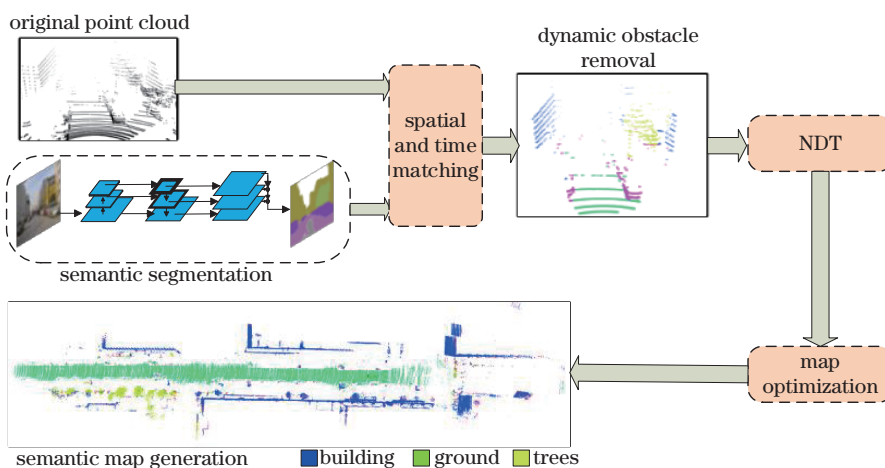 original point cloud
dynamic obstacle
removal
spatial
and time
matching
NDT
semantic segmentation
map
optimization
semantic map generation
building
ground
trees